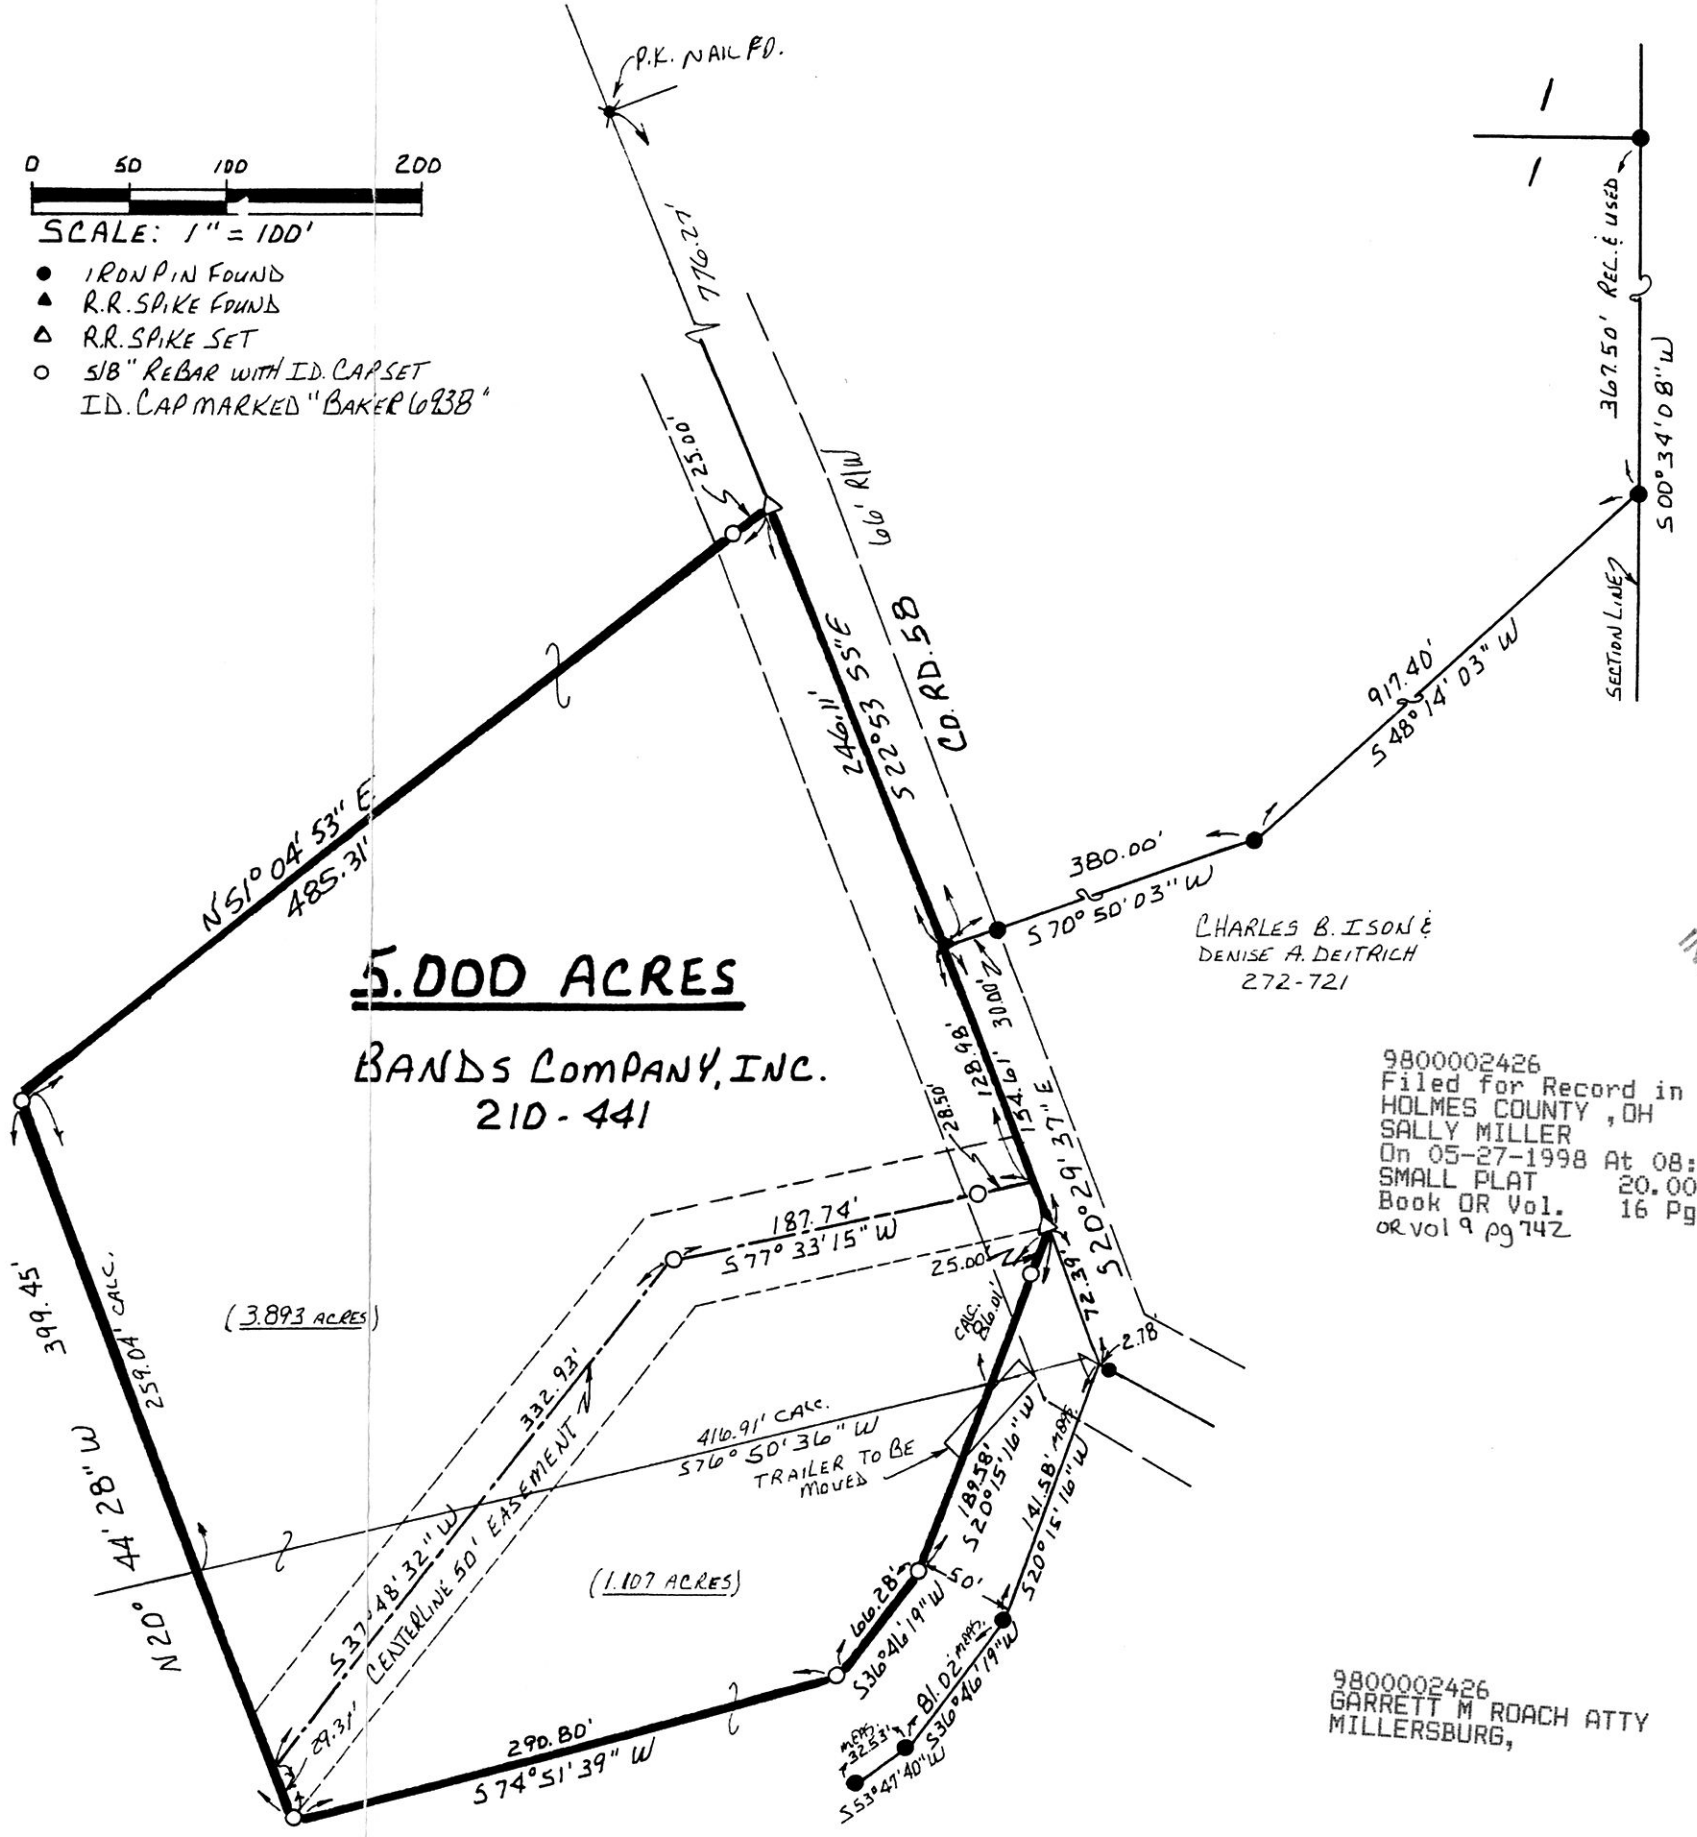 P.K. NAIL FD.
0 50 100 200
SCALE: 1" = 100'
IRON PIN FOUND
R.R. SPIKE FOUND
R.R. SPIKE SET
5/8" REBAR WITH I.D. CAP SET
I.D. CAP MARKED "BAKER 6938"
776.27'
25.00'
66' R/W
CO. RD. 58
246.11'
S 22° 53' 55" E
1
1
367.50' REC. & USED
S 00° 34' 08" W
SECTION LINE
917.40'
S 48° 14' 03" W
380.00'
S 70° 50' 03" W
CHARLES B. ISON &
DENISE A. DEITRICH
272-721
N 51° 04' 53" E
485.31'
5.000 ACRES
BANDS COMPANY, INC.
210-441
30.00'
128.98'
154.61'
S 20° 29' 37" E
28.50'
9800002426
Filed for Record in
HOLMES COUNTY ,OH
SALLY MILLER
On 05-27-1998 At 08:
SMALL PLAT 20.00
Book OR Vol. 16 Pg
OR Vol 9 pg 742
187.74'
S 77° 33' 15" W
25.00'
72.39'
2.78
399.45'
259.04' CALC.
N 20° 44' 28" W
(3.893 ACRES)
CALC.
86.01'
332.93'
S 37° 48' 32" W
CENTERLINE 50' EASEMENT
416.91' CALC.
S 76° 50' 36" W
TRAILER TO BE
MOVED
189.58'
S 20° 15' 16" W
141.58' MEAS.
S 20° 15' 16" W
(1.107 ACRES)
50'
66.28'
S 36° 46' 19" W
81.02' MEAS.
S 36° 46' 19" W
MEAS.
32.53'
S 53° 47' 40" W
29.31'
290.80'
S 74° 51' 39" W
9800002426
GARRETT M ROACH ATTY
MILLERSBURG,